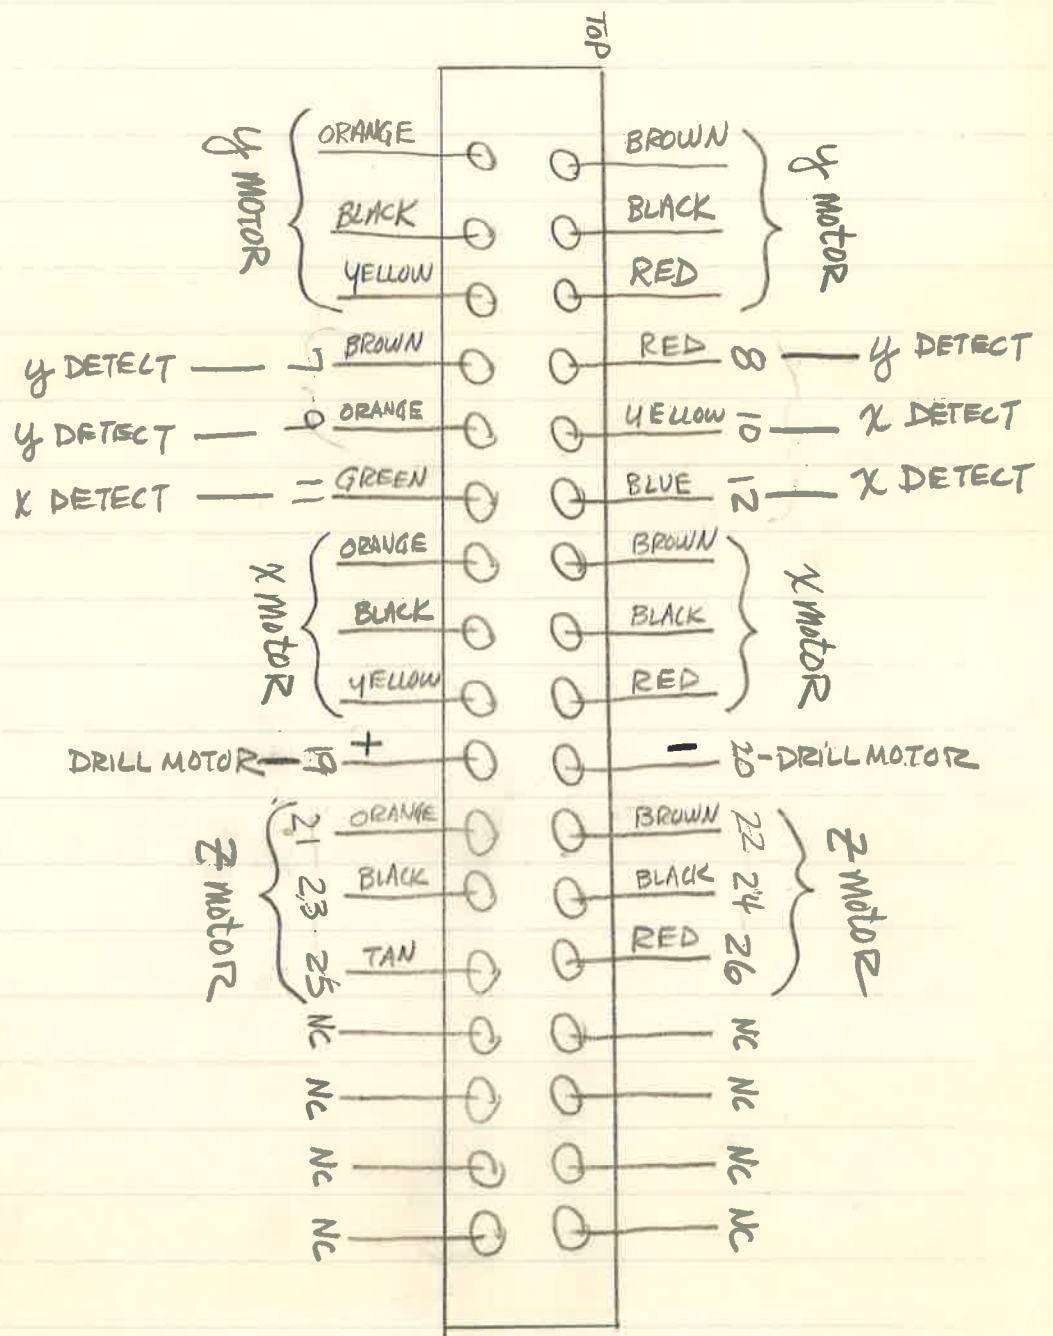 TOP
ORANGE BROWN
y MOTOR y motor
BLACK BLACK
YELLOW RED
y DETECT — 7 BROWN RED 8 — y DETECT
y DETECT — 9 ORANGE YELLOW 10 — X DETECT
X DETECT — 11 GREEN BLUE 12 — X DETECT
ORANGE BROWN
X MotoR X MotoR
BLACK BLACK
YELLOW RED
DRILL MOTOR — 19 + - 20 - DRILL MOTOR
21 ORANGE BROWN 22
Z motoR Z motoR
23 BLACK BLACK 24
25 TAN RED 26
NC NC
NC NC
NC NC
NC NC